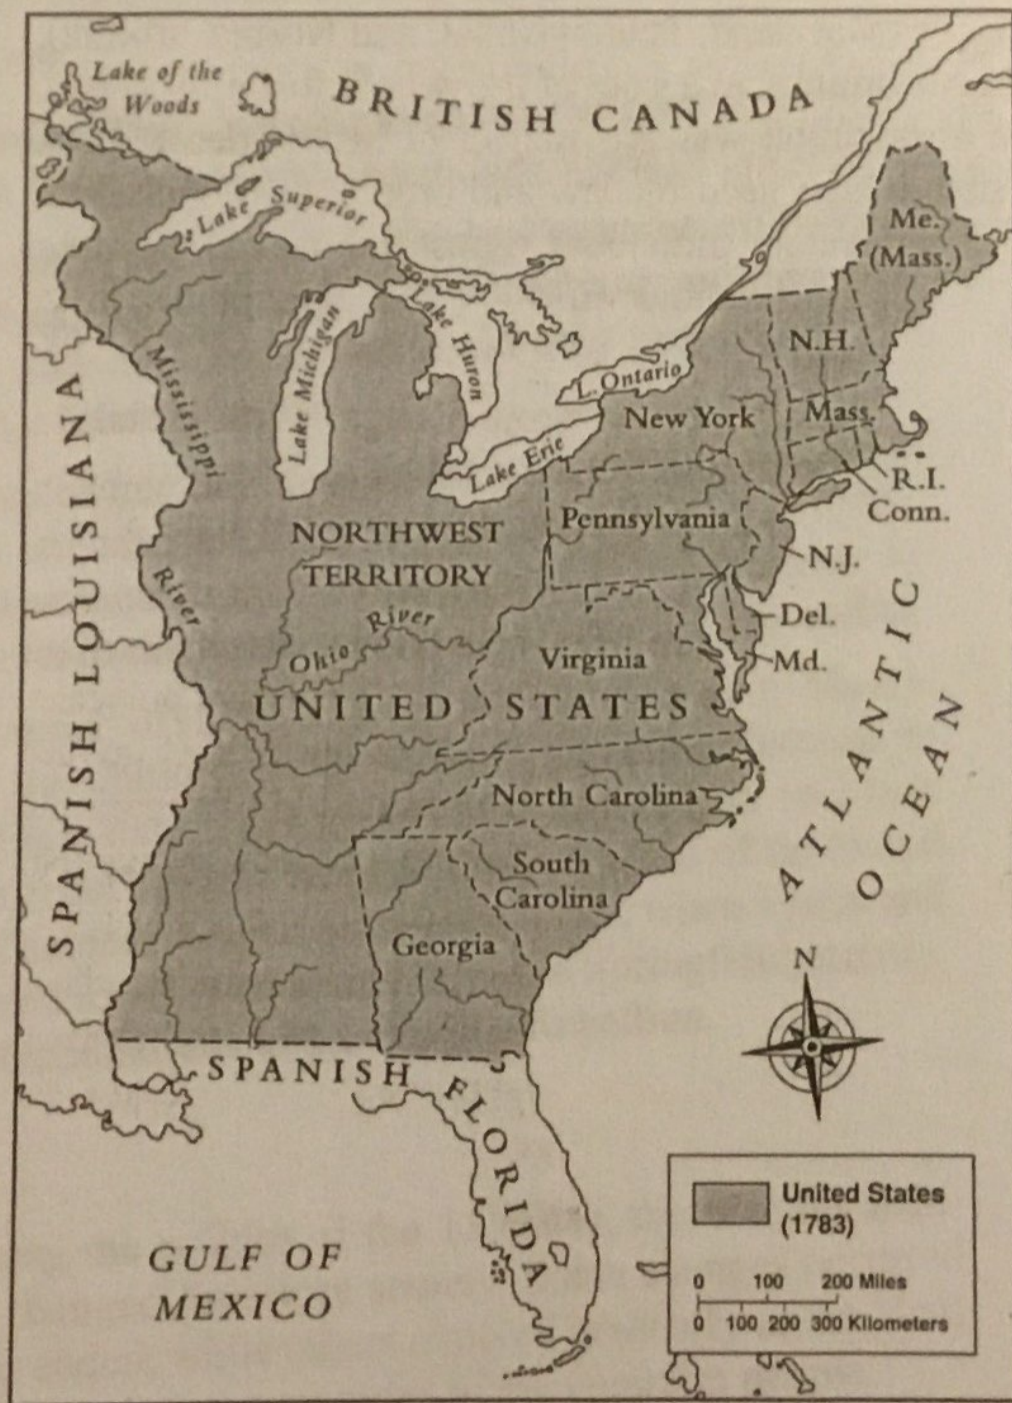 Lake of the
Woods
BRITISH CANADA
Lake Superior
Me.
(Mass.)
Lake Michigan
Lake Huron
N.H.
L. Ontario
Mississippi
River
New York
Mass.
Lake Erie
R.I.
Conn.
Pennsylvania
NORTHWEST
TERRITORY
N.J.
Ohio River
Del.
Virginia
Md.
SPANISH LOUISIANA
UNITED STATES
ATLANTIC
OCEAN
North Carolina
South
Carolina
Georgia
N
SPANISH FLORIDA
GULF OF
MEXICO
United States
(1783)
0 100 200 Miles
0 100 200 300 Kilometers